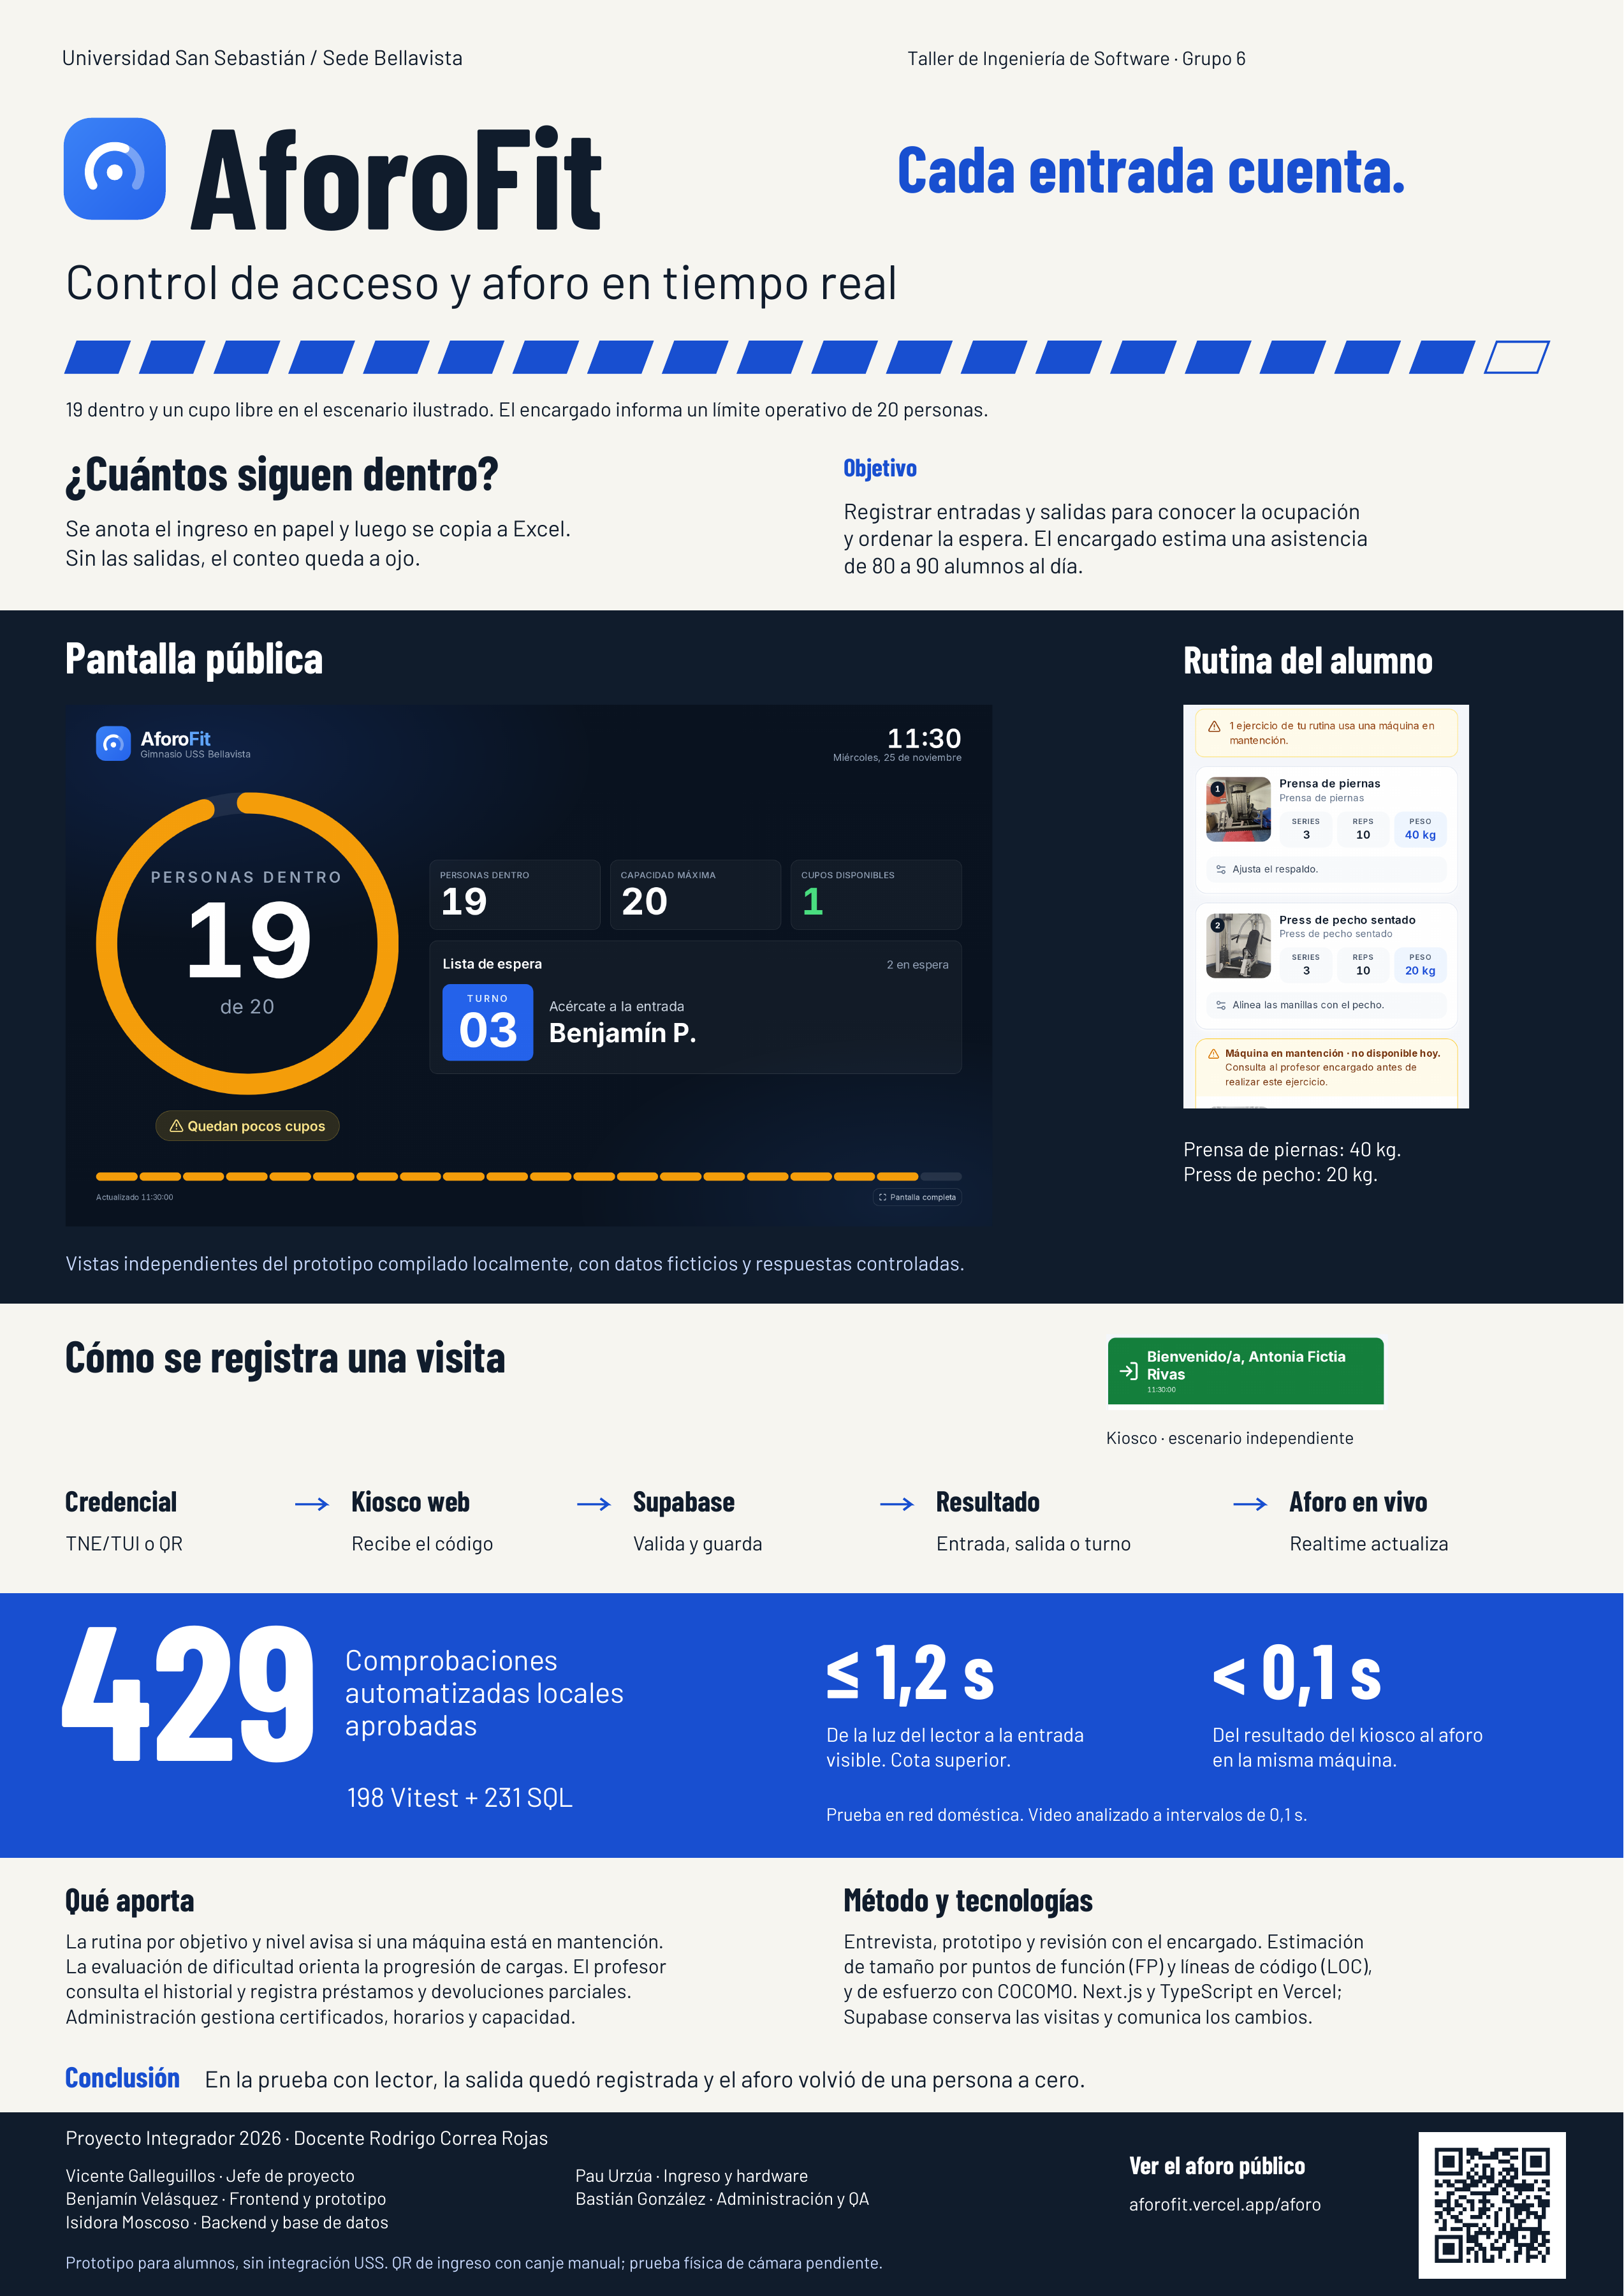 Universidad San Sebastián / Sede Bellavista
Taller de Ingeniería de Software · Grupo 6
AforoFit
Cada entrada cuenta.
Control de acceso y aforo en tiempo real
19 dentro y un cupo libre en el escenario ilustrado. El encargado informa un límite operativo de 20 personas.
¿Cuántos siguen dentro?
Se anota el ingreso en papel y luego se copia a Excel.
Sin las salidas, el conteo queda a ojo.
Objetivo
Registrar entradas y salidas para conocer la ocupación
y ordenar la espera. El encargado estima una asistencia
de 80 a 90 alumnos al día.
Pantalla pública
AforoFit
Gimnasio USS Bellavista
11:30
Miércoles, 25 de noviembre
PERSONAS DENTRO
19
de 20
Quedan pocos cupos
PERSONAS DENTRO
19
CAPACIDAD MÁXIMA
20
CUPOS DISPONIBLES
1
Lista de espera
2 en espera
TURNO
03
Acércate a la entrada
Benjamín P.
Actualizado 11:30:00
Pantalla completa
Rutina del alumno
1 ejercicio de tu rutina usa una máquina en
mantención.
1
Prensa de piernas
Prensa de piernas
SERIES
3
REPS
10
PESO
40 kg
Ajusta el respaldo.
2
Press de pecho sentado
Press de pecho sentado
SERIES
3
REPS
10
PESO
20 kg
Alinea las manillas con el pecho.
Máquina en mantención · no disponible hoy.
Consulta al profesor encargado antes de
realizar este ejercicio.
Prensa de piernas: 40 kg.
Press de pecho: 20 kg.
Vistas independientes del prototipo compilado localmente, con datos ficticios y respuestas controladas.
Cómo se registra una visita
Bienvenido/a, Antonia Fictia
Rivas
11:30:00
Kiosco · escenario independiente
Credencial
TNE/TUI o QR
Kiosco web
Recibe el código
Supabase
Valida y guarda
Resultado
Entrada, salida o turno
Aforo en vivo
Realtime actualiza
429
Comprobaciones
automatizadas locales
aprobadas
198 Vitest + 231 SQL
≤ 1,2 s
De la luz del lector a la entrada
visible. Cota superior.
< 0,1 s
Del resultado del kiosco al aforo
en la misma máquina.
Prueba en red doméstica. Video analizado a intervalos de 0,1 s.
Qué aporta
La rutina por objetivo y nivel avisa si una máquina está en mantención.
La evaluación de dificultad orienta la progresión de cargas. El profesor
consulta el historial y registra préstamos y devoluciones parciales.
Administración gestiona certificados, horarios y capacidad.
Método y tecnologías
Entrevista, prototipo y revisión con el encargado. Estimación
de tamaño por puntos de función (FP) y líneas de código (LOC),
y de esfuerzo con COCOMO. Next.js y TypeScript en Vercel;
Supabase conserva las visitas y comunica los cambios.
Conclusión
En la prueba con lector, la salida quedó registrada y el aforo volvió de una persona a cero.
Proyecto Integrador 2026 · Docente Rodrigo Correa Rojas
Vicente Galleguillos · Jefe de proyecto
Benjamín Velásquez · Frontend y prototipo
Isidora Moscoso · Backend y base de datos
Pau Urzúa · Ingreso y hardware
Bastián González · Administración y QA
Prototipo para alumnos, sin integración USS. QR de ingreso con canje manual; prueba física de cámara pendiente.
Ver el aforo público
aforofit.vercel.app/aforo